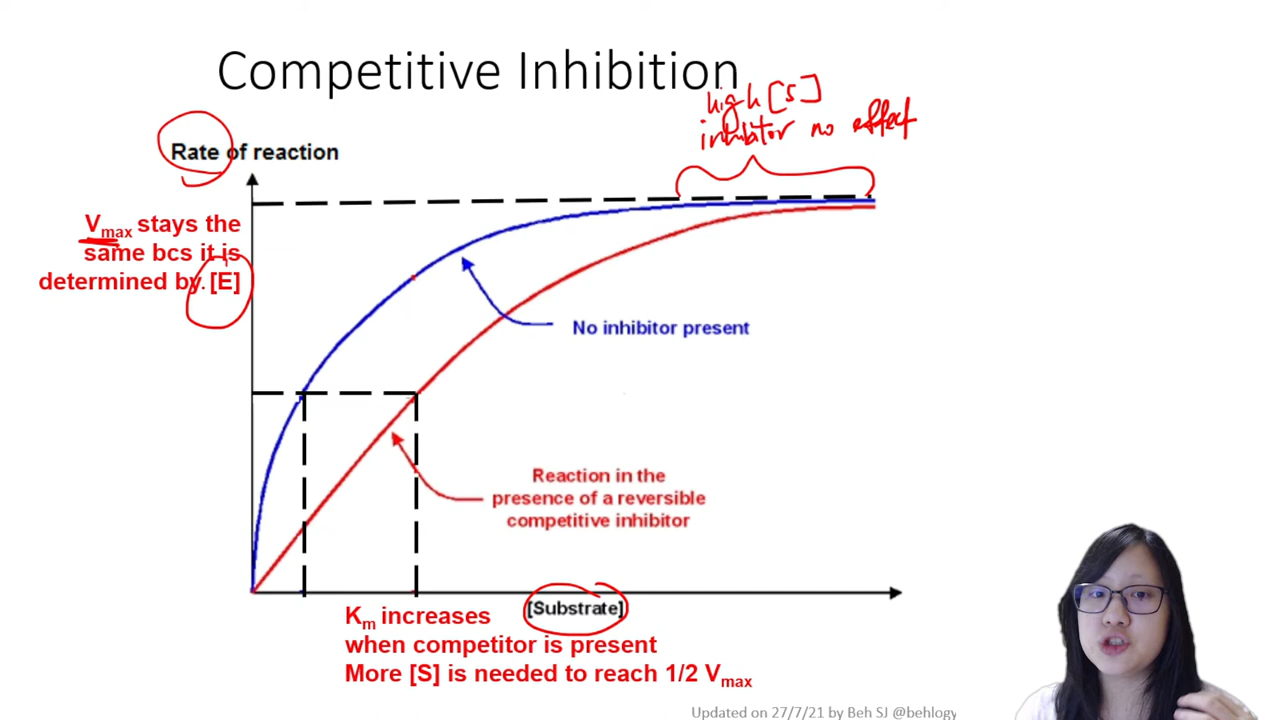 Competitive Inhibition
high [S]
inhibitor no effect
Rate of reaction
Vmax stays the
same bcs it is
determined by. [E]
No inhibitor present
Reaction in the
presence of a reversible
competitive inhibitor
[Substrate]
Km increases
when competitor is present
More [S] is needed to reach 1/2 Vmax
Updated on 27/7/21 by Beh SJ @behlogy